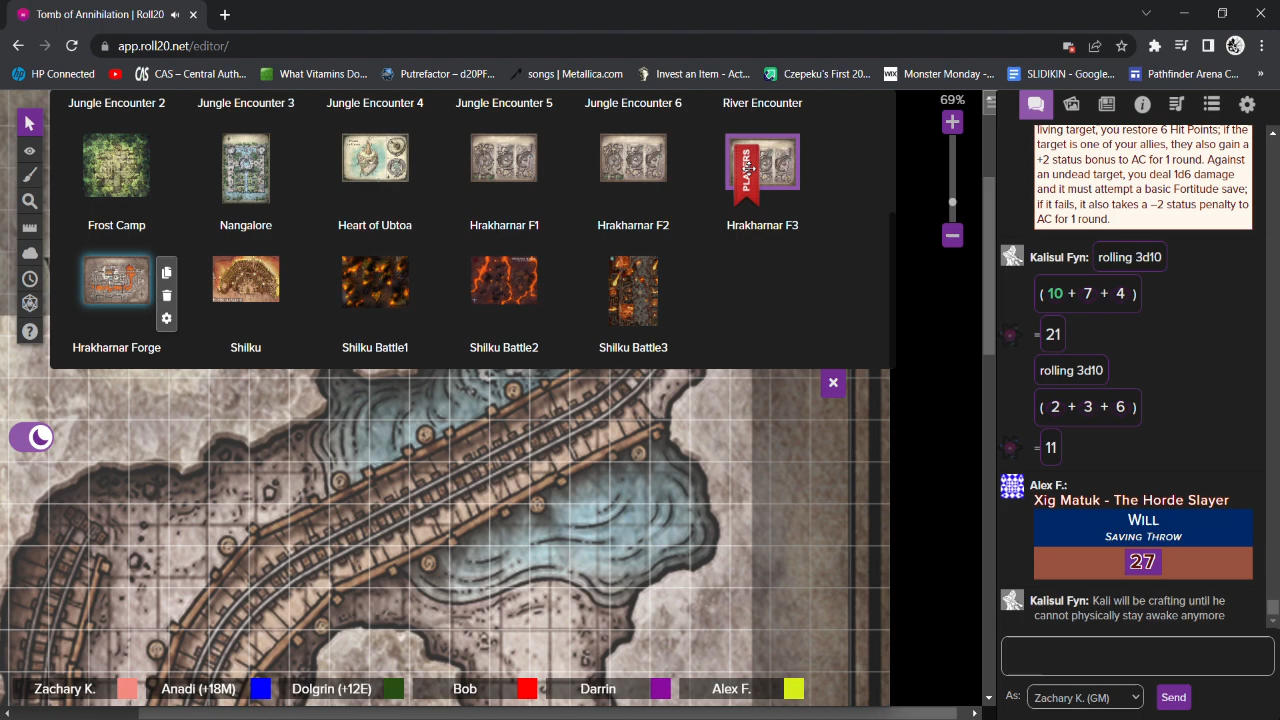 Tomb of Annihilation | Roll20
app.roll20.net/editor/
HP Connected
CAS – Central Auth...
What Vitamins Do...
Putrefactor – d20PF...
songs | Metallica.com
Invest an Item - Act...
Czepeku's First 20...
Monster Monday -...
SLIDIKIN - Google...
Pathfinder Arena C...
Jungle Encounter 2
Jungle Encounter 3
Jungle Encounter 4
Jungle Encounter 5
Jungle Encounter 6
River Encounter
PLAYERS
Frost Camp
Nangalore
Heart of Ubtoa
Hrakharnar F1
Hrakharnar F2
Hrakharnar F3
Hrakharnar Forge
Shilku
Shilku Battle1
Shilku Battle2
Shilku Battle3
69%
living target, you restore 6 Hit Points; if the
target is one of your allies, they also gain a
+2 status bonus to AC for 1 round. Against
an undead target, you deal 1d6 damage
and it must attempt a basic Fortitude save;
if it fails, it also takes a –2 status penalty to
AC for 1 round.
Kalisul Fyn: rolling 3d10
( 10 + 7 + 4 )
= 21
rolling 3d10
( 2 + 3 + 6 )
= 11
Alex F.:
Xig Matuk - The Horde Slayer
WILL
SAVING THROW
27
Kalisul Fyn: Kali will be crafting until he
cannot physically stay awake anymore
As: Zachary K. (GM)
Send
Zachary K.
Anadi (+18M)
Dolgrin (+12E)
Bob
Darrin
Alex F.